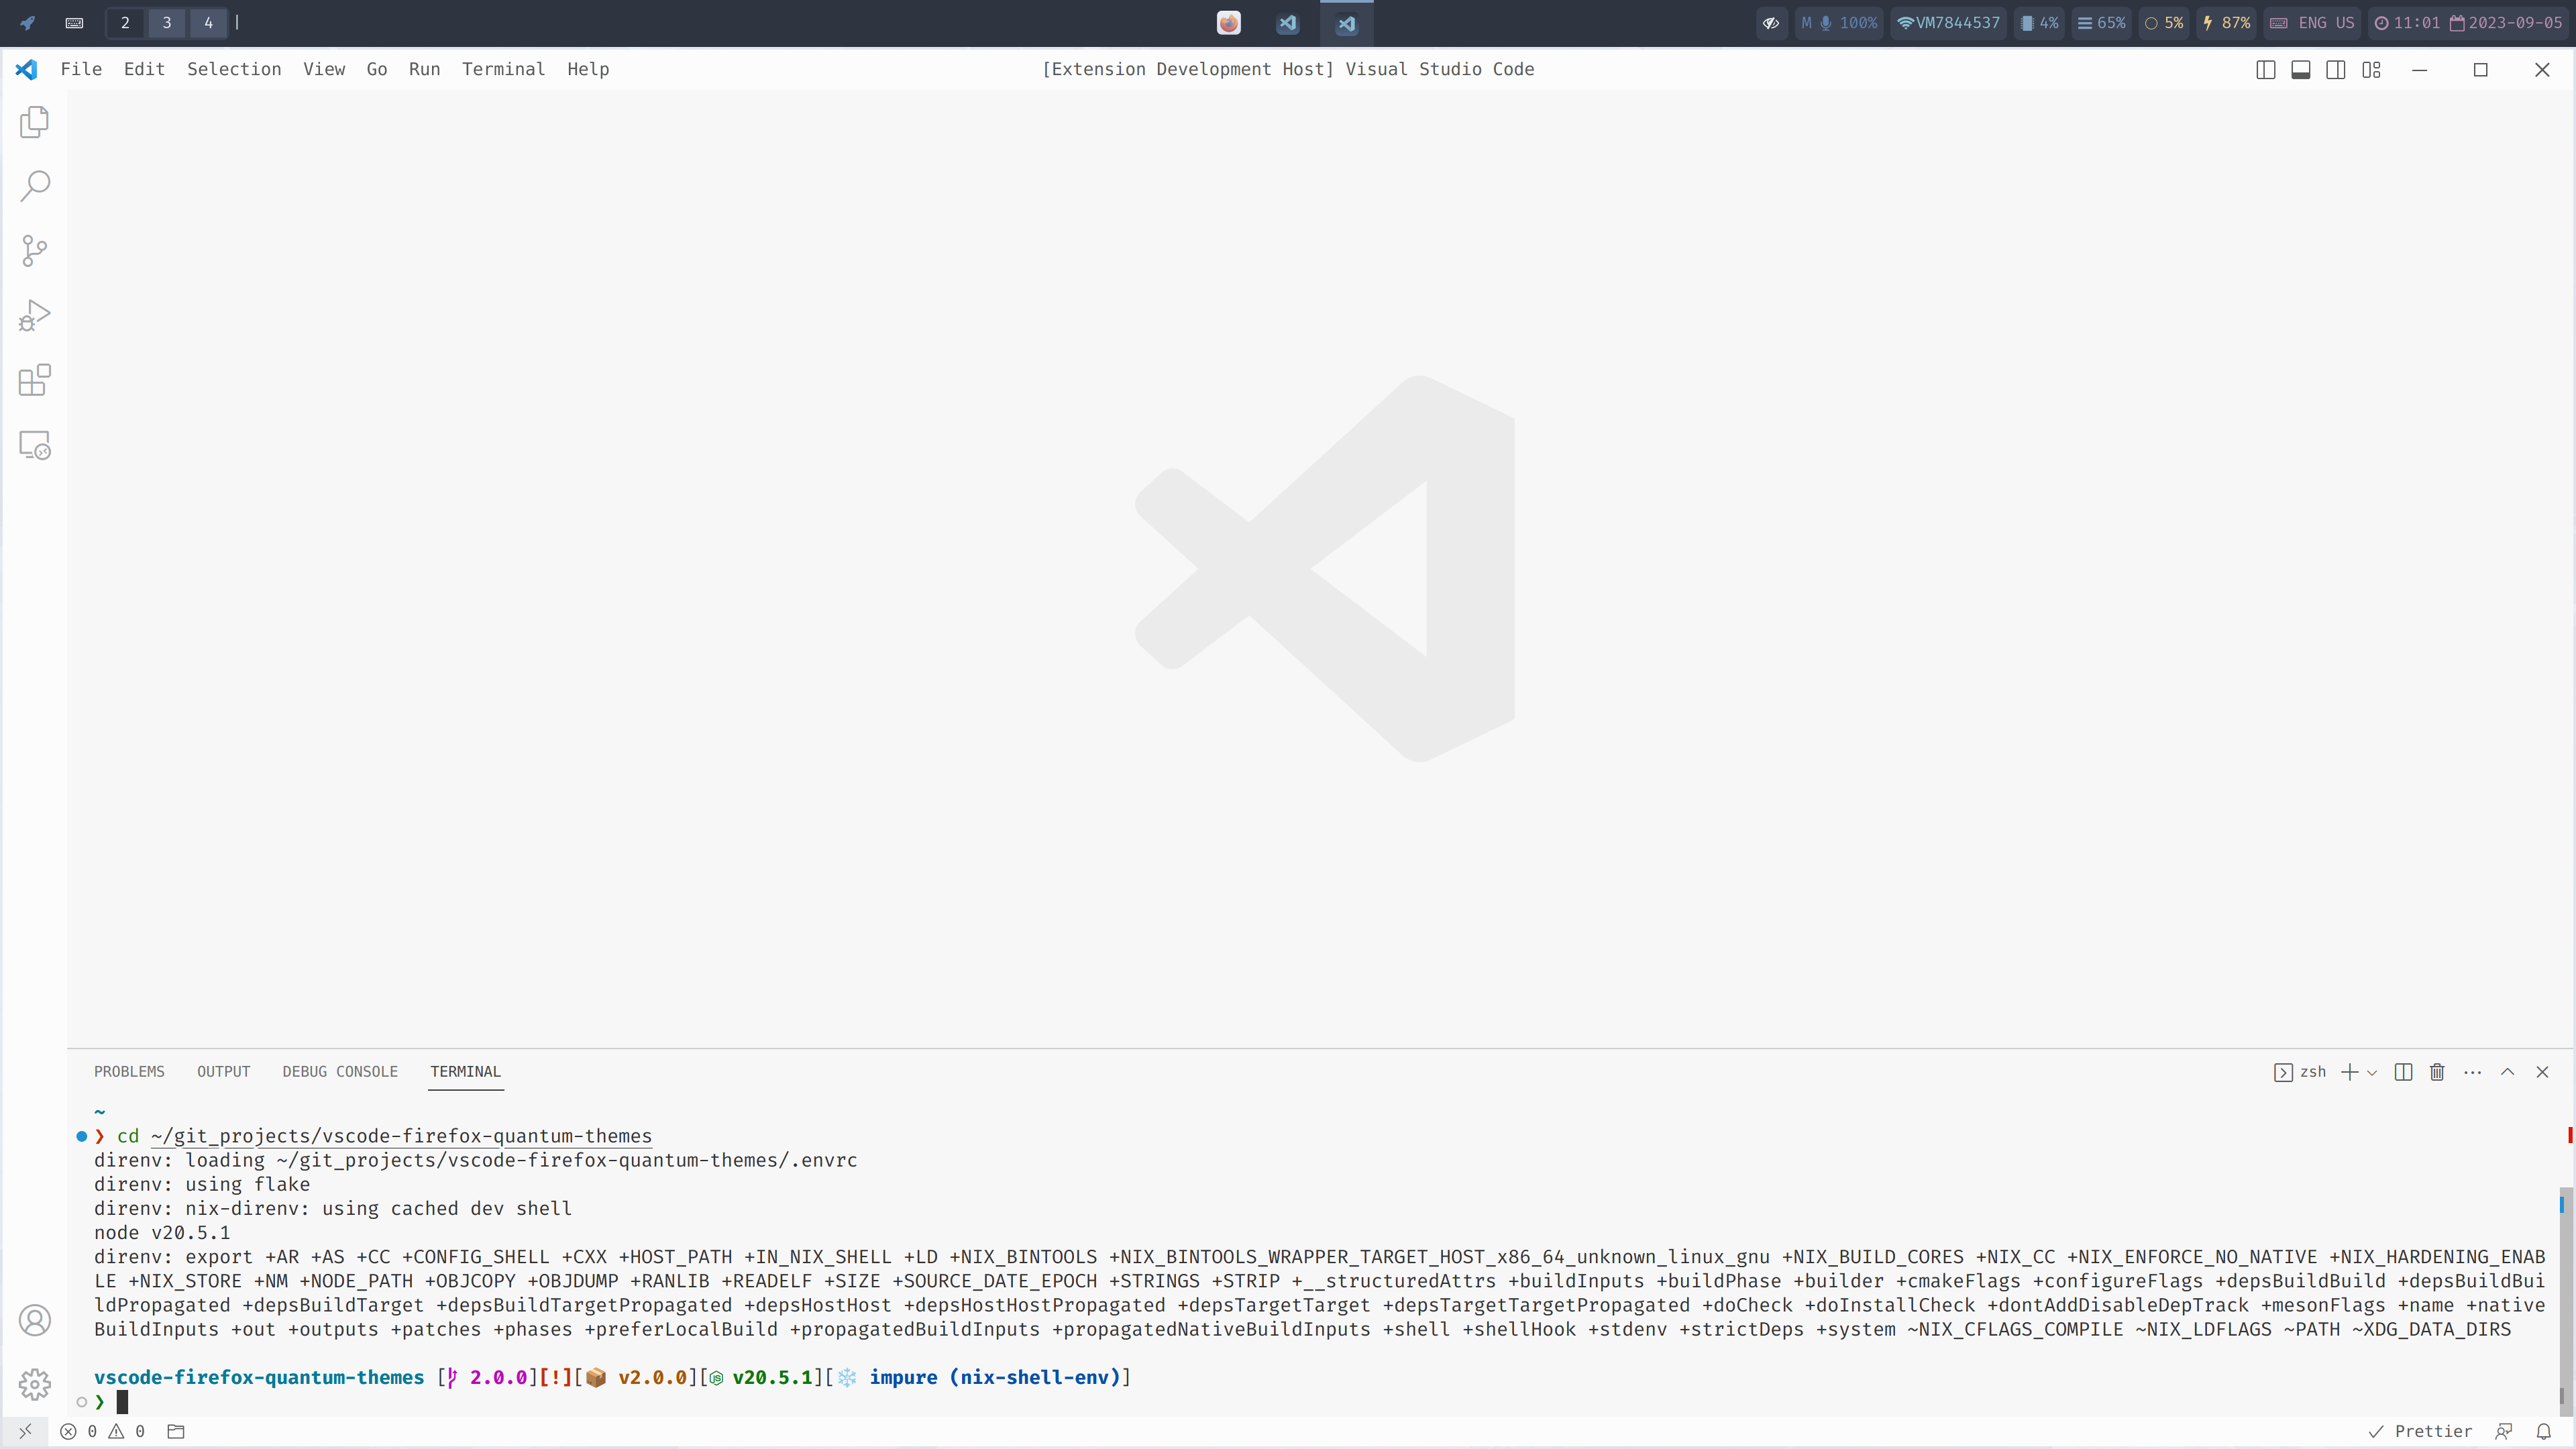 2 3 4 | M 100% VM7844537 4% 65% 5% 87% ENG US 11:01 2023-09-05
File Edit Selection View Go Run Terminal Help [Extension Development Host] Visual Studio Code
PROBLEMS OUTPUT DEBUG CONSOLE TERMINAL zsh
~
❯ cd ~/git_projects/vscode-firefox-quantum-themes
direnv: loading ~/git_projects/vscode-firefox-quantum-themes/.envrc
direnv: using flake
direnv: nix-direnv: using cached dev shell
node v20.5.1
direnv: export +AR +AS +CC +CONFIG_SHELL +CXX +HOST_PATH +IN_NIX_SHELL +LD +NIX_BINTOOLS +NIX_BINTOOLS_WRAPPER_TARGET_HOST_x86_64_unknown_linux_gnu +NIX_BUILD_CORES +NIX_CC +NIX_ENFORCE_NO_NATIVE +NIX_HARDENING_ENAB
LE +NIX_STORE +NM +NODE_PATH +OBJCOPY +OBJDUMP +RANLIB +READELF +SIZE +SOURCE_DATE_EPOCH +STRINGS +STRIP +__structuredAttrs +buildInputs +buildPhase +builder +cmakeFlags +configureFlags +depsBuildBuild +depsBuildBui
ldPropagated +depsBuildTarget +depsBuildTargetPropagated +depsHostHost +depsHostHostPropagated +depsTargetTarget +depsTargetTargetPropagated +doCheck +doInstallCheck +dontAddDisableDepTrack +mesonFlags +name +native
BuildInputs +out +outputs +patches +phases +preferLocalBuild +propagatedBuildInputs +propagatedNativeBuildInputs +shell +shellHook +stdenv +strictDeps +system ~NIX_CFLAGS_COMPILE ~NIX_LDFLAGS ~PATH ~XDG_DATA_DIRS
vscode-firefox-quantum-themes [ 2.0.0][!][📦 v2.0.0][ v20.5.1][❄️ impure (nix-shell-env)]
❯
0 0 Prettier